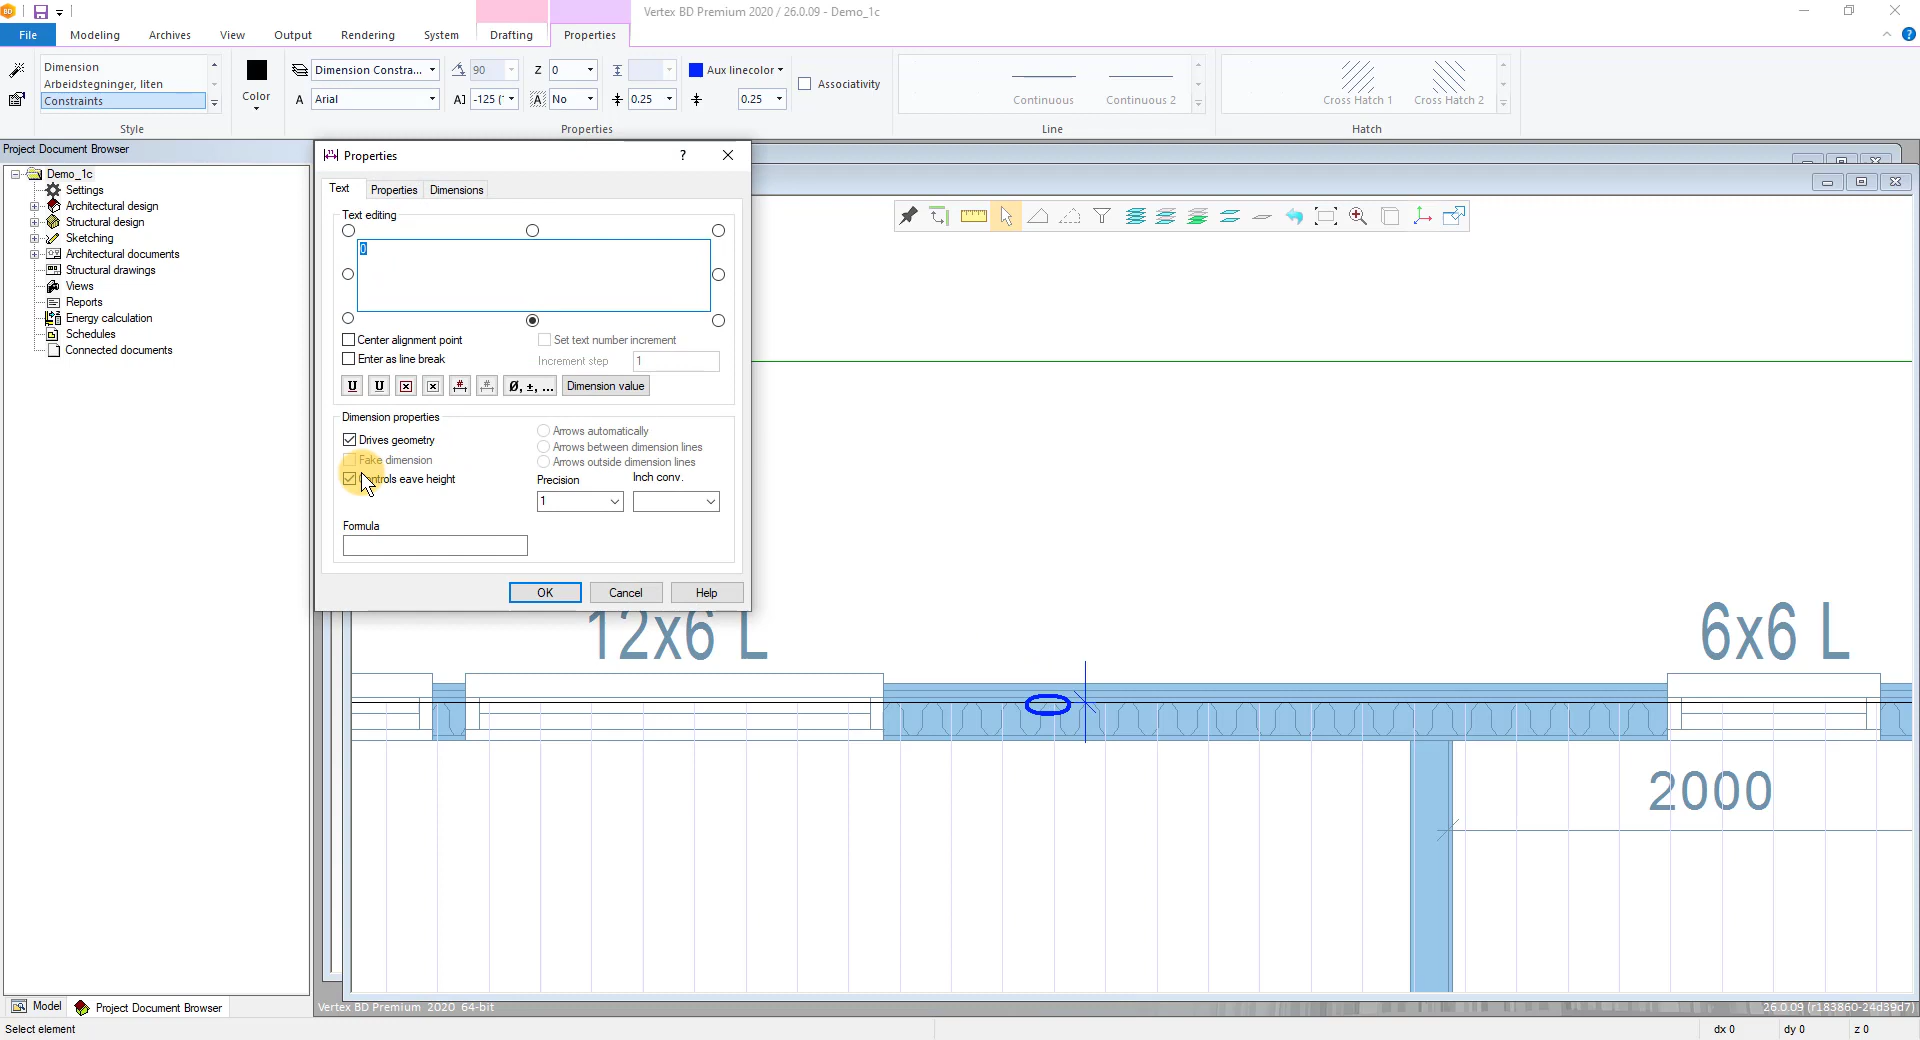 BD
Vertex BD Premium 2020 / 26.0.09 - Demo_1c
File
Modeling
Archives
View
Output
Rendering
System
Drafting
Properties
?
Dimension
Arbeidstegninger, liten
Constraints
Style
Color
Dimension Constra...
90
Z
0
Aux linecolor
Associativity
A
Arial
A
No
0.25
0.25
Properties
Continuous
Continuous 2
Line
Cross Hatch 1
Cross Hatch 2
Hatch
Project Document Browser
Demo_1c
Settings
Architectural design
Structural design
Sketching
Architectural documents
Structural drawings
Views
Reports
Energy calculation
Schedules
Connected documents
Properties
?
Text
Properties
Dimensions
Text editing
0
Center alignment point
Set text number increment
Enter as line break
Increment step
1
U
U
#
#
Ø, ±, ...
Dimension value
Dimension properties
Drives geometry
Fake dimension
Arrows automatically
Arrows between dimension lines
Arrows outside dimension lines
Precision
Inch conv.
1
Formula
OK
Cancel
Help
12x6 L
6x6 L
2000
Model
Project Document Browser
Vertex BD Premium 2020 64-bit
26.0.09 (r183860-24d39d7)
Select element
dx 0
dy 0
z 0